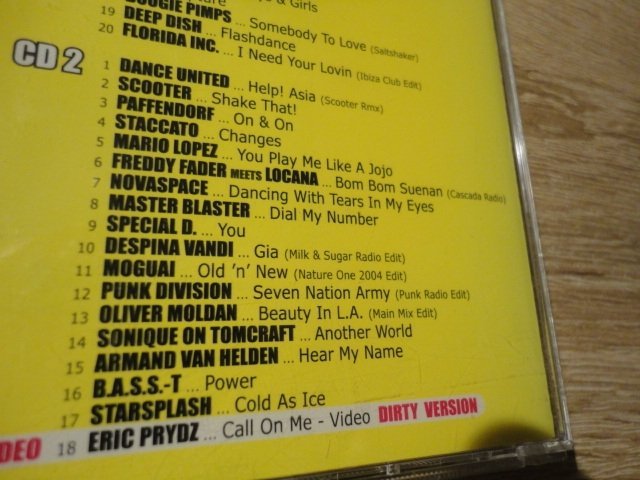 & Girls
19 BOOGIE PIMPS ... Somebody To Love (Saltshaker)
DEEP DISH ... Flashdance
20 FLORIDA INC. ... I Need Your Lovin (Ibiza Club Edit)
CD 2
1 DANCE UNITED ... Help! Asia (Scooter Rmx)
2 SCOOTER ... Shake That!
3 PAFFENDORF ... On & On
4 STACCATO ... Changes
5 MARIO LOPEZ ... You Play Me Like A Jojo
6 FREDDY FADER MEETS LOCANA ... Bom Bom Suenan (Cascada Radio)
7 NOVASPACE ... Dancing With Tears In My Eyes
8 MASTER BLASTER ... Dial My Number
9 SPECIAL D. ... You
10 DESPINA VANDI ... Gia (Milk & Sugar Radio Edit)
11 MOGUAI ... Old 'n' New (Nature One 2004 Edit)
12 PUNK DIVISION ... Seven Nation Army (Punk Radio Edit)
13 OLIVER MOLDAN ... Beauty In L.A. (Main Mix Edit)
14 SONIQUE ON TOMCRAFT ... Another World
15 ARMAND VAN HELDEN ... Hear My Name
16 B.A.S.S.-T ... Power
17 STARSPLASH ... Cold As Ice
DEO 18 ERIC PRYDZ ... Call On Me - Video DIRTY VERSION